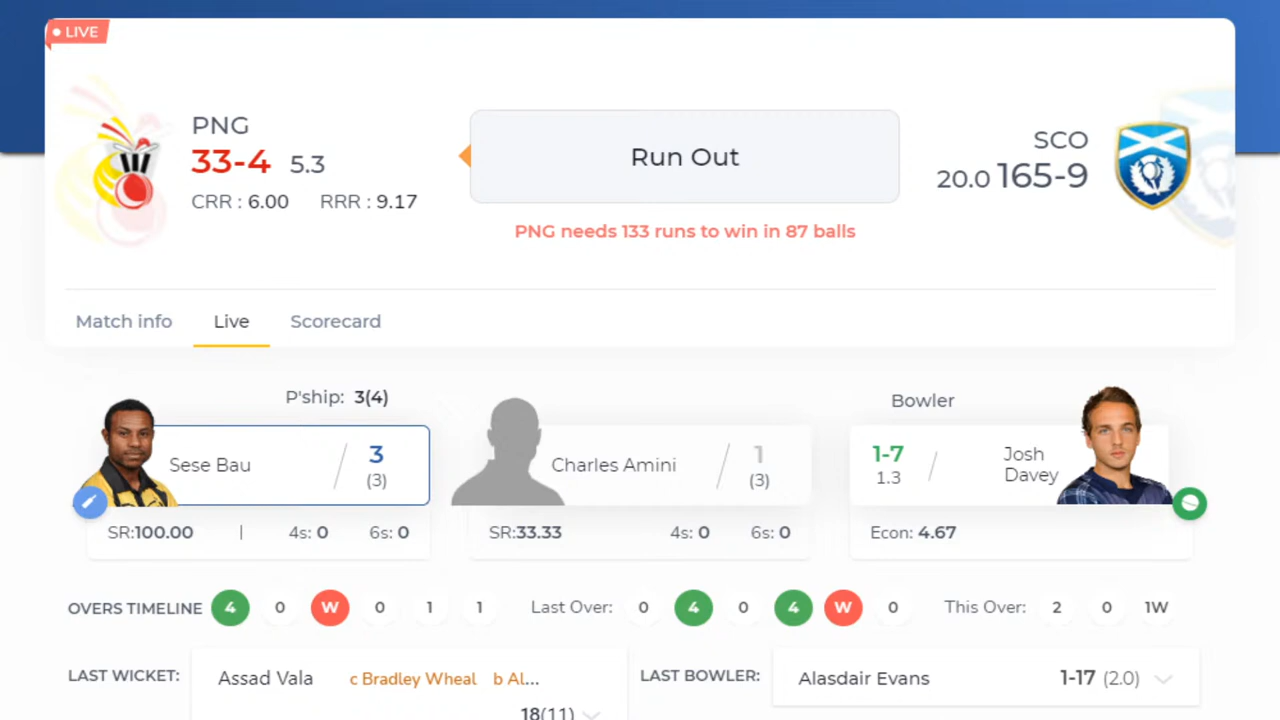 LIVE
PNG
33-4 5.3
CRR : 6.00 RRR : 9.17
Run Out
PNG needs 133 runs to win in 87 balls
SCO
20.0 165-9
Match info Live Scorecard
P'ship: 3(4)
Sese Bau 3
(3)
SR:100.00 | 4s: 0 6s: 0
Charles Amini 1
(3)
SR:33.33 4s: 0 6s: 0
Bowler
1-7
1.3
Josh
Davey
Econ: 4.67
OVERS TIMELINE 4 0 W 0 1 1 Last Over: 0 4 0 4 W 0 This Over: 2 0 1W
LAST WICKET: Assad Vala c Bradley Wheal b Al...
18(11)
LAST BOWLER: Alasdair Evans 1-17 (2.0)